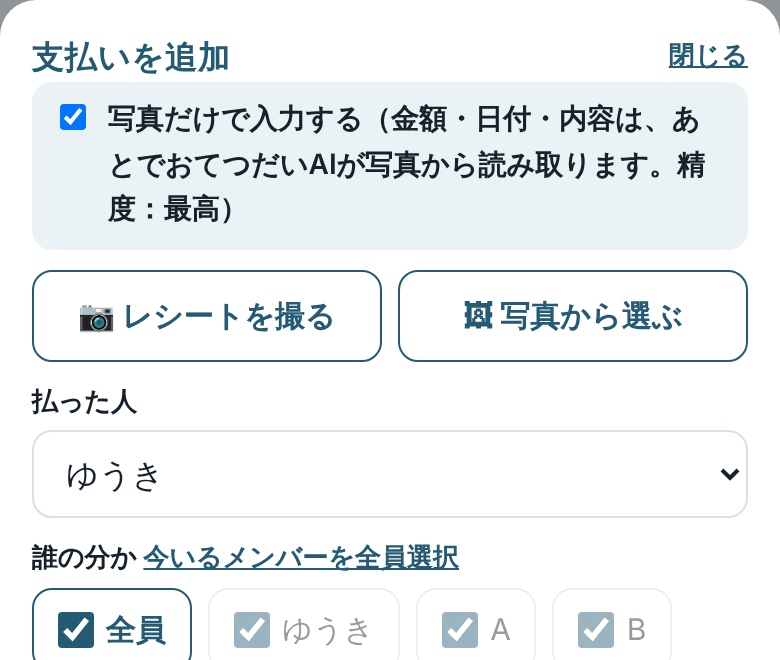 支払いを追加
閉じる
写真だけで入力する（金額・日付・内容は、あ
とでおてつだいAIが写真から読み取ります。精
度：最高）
レシートを撮る
写真から選ぶ
払った人
ゆうき
誰の分か 今いるメンバーを全員選択
全員 ゆうき A B